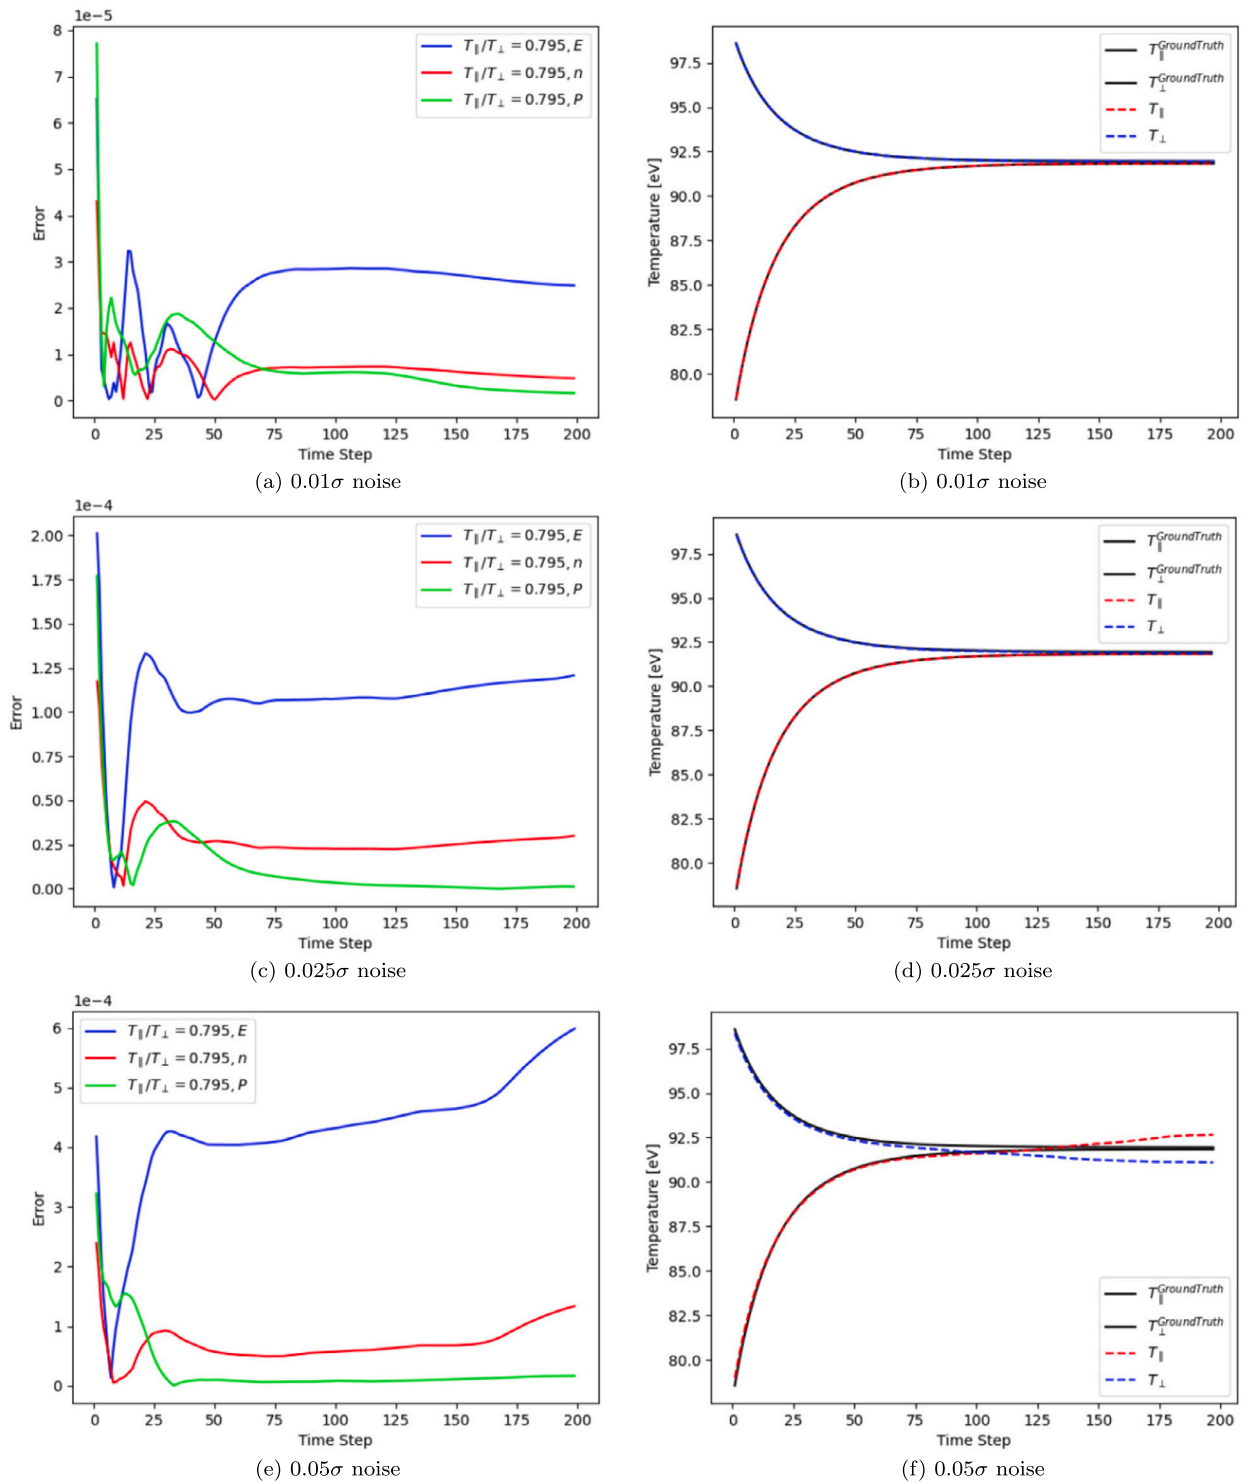 1e−5
8
7
6
5
4
3
2
1
0
Error
T∥/T⊥ = 0.795, E
T∥/T⊥ = 0.795, n
T∥/T⊥ = 0.795, P
0 25 50 75 100 125 150 175 200
Time Step
(a) 0.01σ noise
97.5
95.0
92.5
90.0
87.5
85.0
82.5
80.0
Temperature [eV]
T∥^GroundTruth
T⊥^GroundTruth
T∥
T⊥
0 25 50 75 100 125 150 175 200
Time Step
(b) 0.01σ noise
1e−4
2.00
1.75
1.50
1.25
1.00
0.75
0.50
0.25
0.00
Error
T∥/T⊥ = 0.795, E
T∥/T⊥ = 0.795, n
T∥/T⊥ = 0.795, P
0 25 50 75 100 125 150 175 200
Time Step
(c) 0.025σ noise
97.5
95.0
92.5
90.0
87.5
85.0
82.5
80.0
Temperature [eV]
T∥^GroundTruth
T⊥^GroundTruth
T∥
T⊥
0 25 50 75 100 125 150 175 200
Time Step
(d) 0.025σ noise
1e−4
6
5
4
3
2
1
0
Error
T∥/T⊥ = 0.795, E
T∥/T⊥ = 0.795, n
T∥/T⊥ = 0.795, P
0 25 50 75 100 125 150 175 200
Time Step
(e) 0.05σ noise
97.5
95.0
92.5
90.0
87.5
85.0
82.5
80.0
Temperature [eV]
T∥^GroundTruth
T⊥^GroundTruth
T∥
T⊥
0 25 50 75 100 125 150 175 200
Time Step
(f) 0.05σ noise